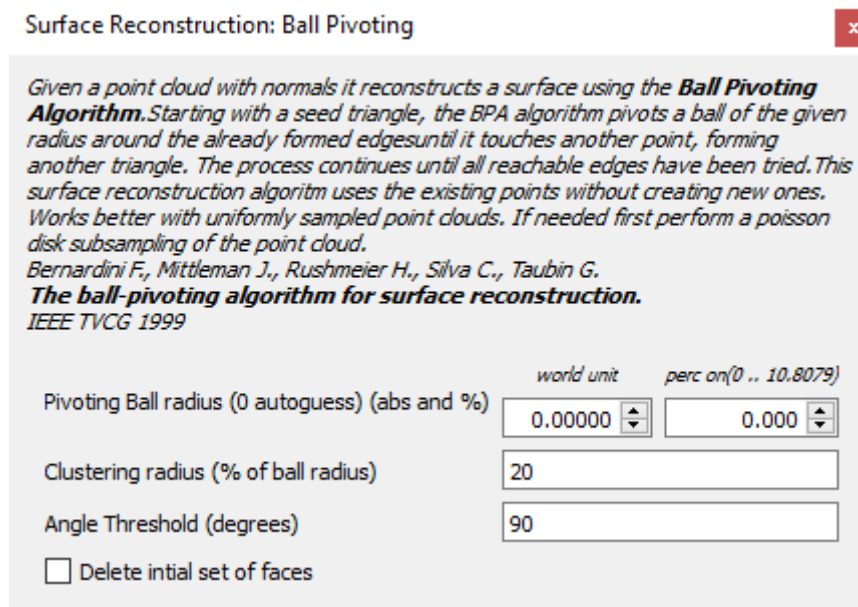 Surface Reconstruction: Ball Pivoting
x
Given a point cloud with normals it reconstructs a surface using the Ball Pivoting
Algorithm.Starting with a seed triangle, the BPA algorithm pivots a ball of the given
radius around the already formed edgesuntil it touches another point, forming
another triangle. The process continues until all reachable edges have been tried.This
surface reconstruction algoritm uses the existing points without creating new ones.
Works better with uniformly sampled point clouds. If needed first perform a poisson
disk subsampling of the point cloud.
Bernardini F., Mittleman J., Rushmeier H., Silva C., Taubin G.
The ball-pivoting algorithm for surface reconstruction.
IEEE TVCG 1999
world unit perc on(0 .. 10.8079)
Pivoting Ball radius (0 autoguess) (abs and %) 0.00000 0.000
Clustering radius (% of ball radius) 20
Angle Threshold (degrees) 90
Delete intial set of faces